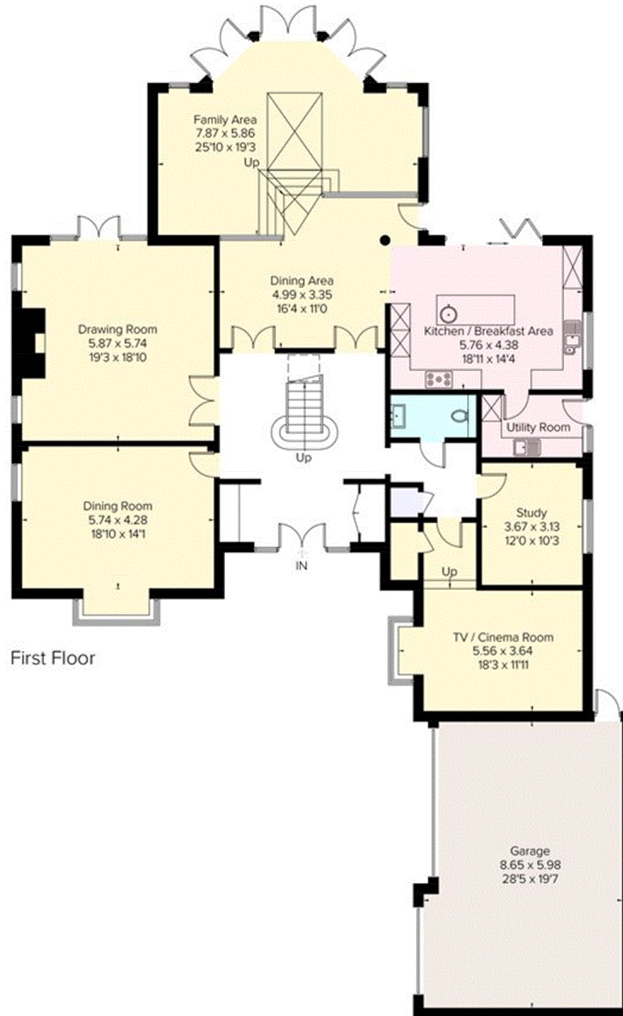 Family Area
7.87 x 5.86
25'10 x 19'3
Up
Dining Area
4.99 x 3.35
16'4 x 11'0
Kitchen / Breakfast Area
5.76 x 4.38
18'11 x 14'4
Drawing Room
5.87 x 5.74
19'3 x 18'10
Utility Room
Up
Dining Room
5.74 x 4.28
18'10 x 14'1
Study
3.67 x 3.13
12'0 x 10'3
IN
Up
First Floor
TV / Cinema Room
5.56 x 3.64
18'3 x 11'11
Garage
8.65 x 5.98
28'5 x 19'7